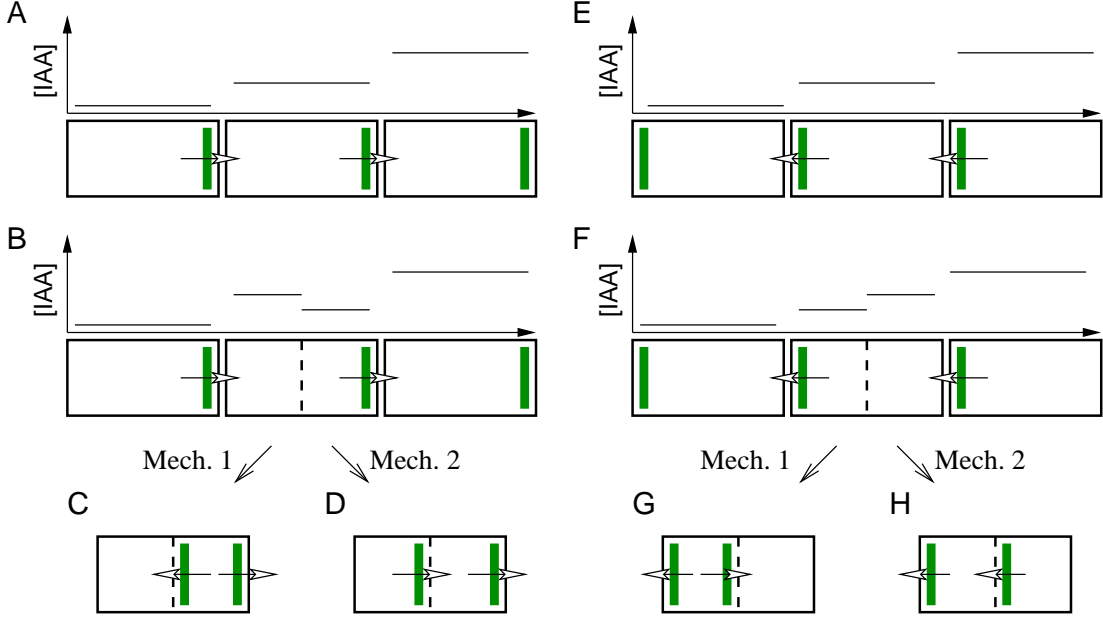 A
E
[IAA]
[IAA]
B
F
[IAA]
[IAA]
Mech. 1
Mech. 2
Mech. 1
Mech. 2
C
D
G
H